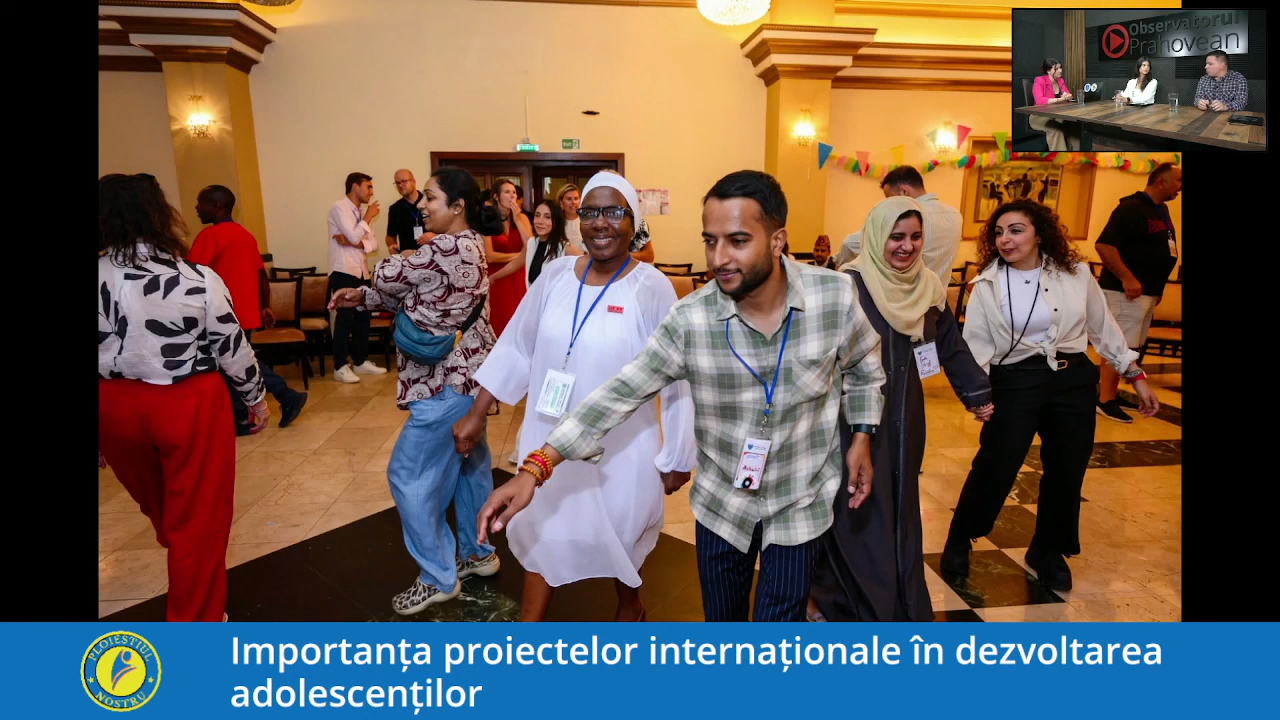 Observatorul
Prahovean
PLOIEȘTIUL
NOSTRU
Importanța proiectelor internaționale în dezvoltarea
adolescenților